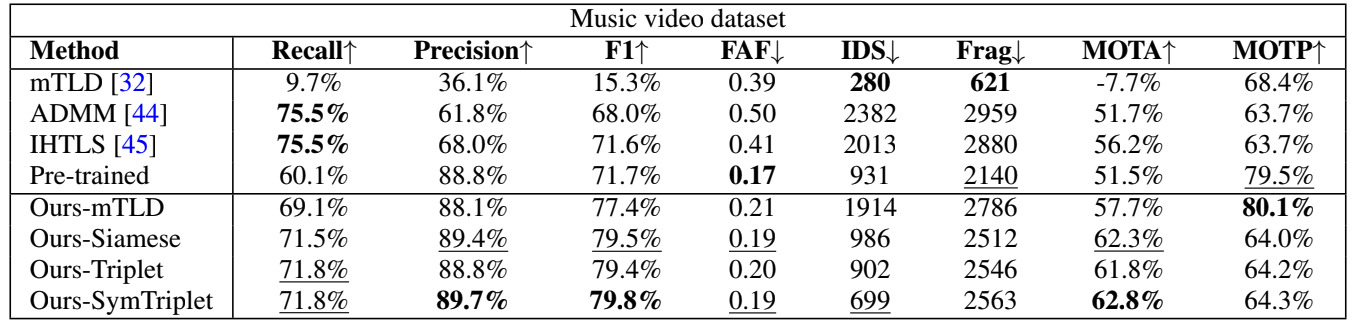 Music video dataset
Method Recall↑ Precision↑ F1↑ FAF↓ IDS↓ Frag↓ MOTA↑ MOTP↑
mTLD [32] 9.7% 36.1% 15.3% 0.39 280 621 -7.7% 68.4%
ADMM [44] 75.5% 61.8% 68.0% 0.50 2382 2959 51.7% 63.7%
IHTLS [45] 75.5% 68.0% 71.6% 0.41 2013 2880 56.2% 63.7%
Pre-trained 60.1% 88.8% 71.7% 0.17 931 2140 51.5% 79.5%
Ours-mTLD 69.1% 88.1% 77.4% 0.21 1914 2786 57.7% 80.1%
Ours-Siamese 71.5% 89.4% 79.5% 0.19 986 2512 62.3% 64.0%
Ours-Triplet 71.8% 88.8% 79.4% 0.20 902 2546 61.8% 64.2%
Ours-SymTriplet 71.8% 89.7% 79.8% 0.19 699 2563 62.8% 64.3%